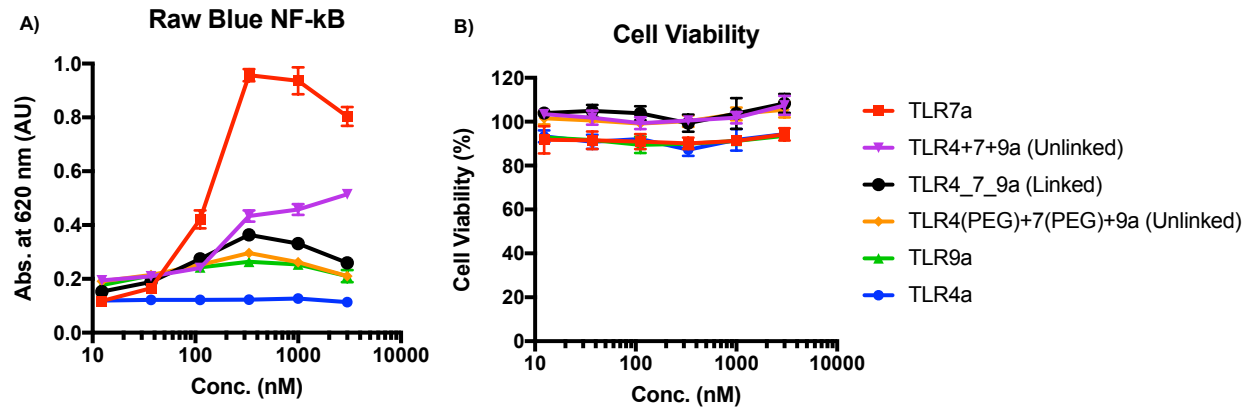 A)
Raw Blue NF-kB
Abs. at 620 nm (AU)
1.0
0.8
0.6
0.4
0.2
0.0
10
100
1000
10000
Conc. (nM)
B)
Cell Viability
Cell Viability (%)
120
100
80
60
40
20
0
10
100
1000
10000
Conc. (nM)
TLR7a
TLR4+7+9a (Unlinked)
TLR4_7_9a (Linked)
TLR4(PEG)+7(PEG)+9a (Unlinked)
TLR9a
TLR4a